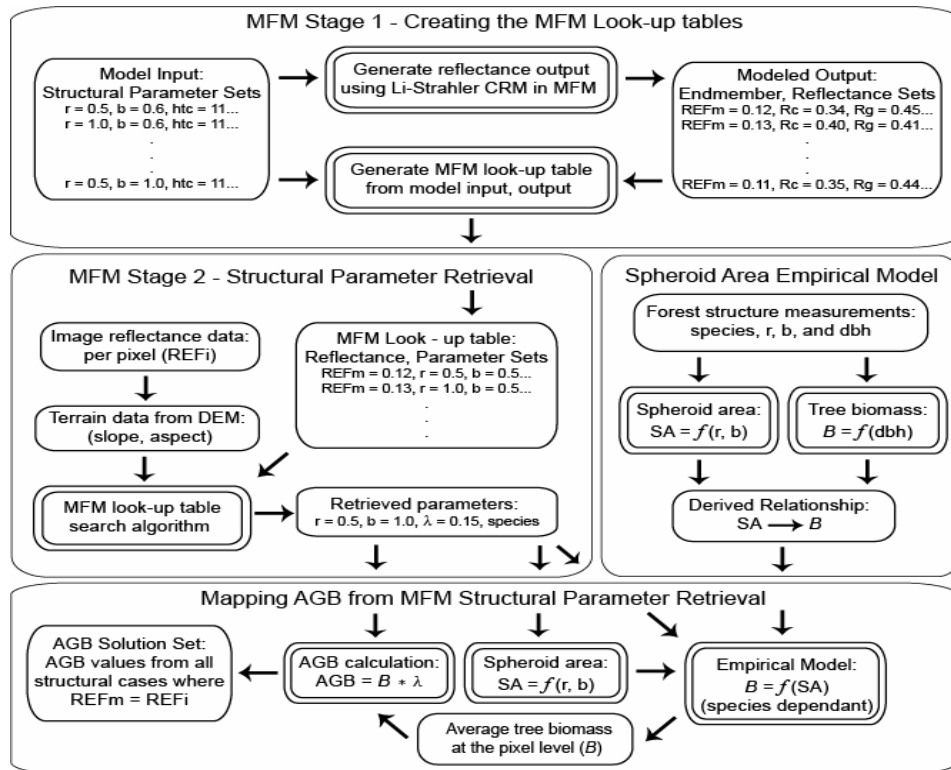 MFM Stage 1 - Creating the MFM Look-up tables
Model Input:
Structural Parameter Sets
r = 0.5, b = 0.6, htc = 11...
r = 1.0, b = 0.6, htc = 11...
.
.
.
r = 0.5, b = 1.0, htc = 11...
Generate reflectance output
using Li-Strahler CRM in MFM
Generate MFM look-up table
from model input, output
Modeled Output:
Endmember, Reflectance Sets
REFm = 0.12, Rc = 0.34, Rg = 0.45...
REFm = 0.13, Rc = 0.40, Rg = 0.41...
.
.
.
REFm = 0.11, Rc = 0.35, Rg = 0.44...
MFM Stage 2 - Structural Parameter Retrieval
Image reflectance data:
per pixel (REFi)
Terrain data from DEM:
(slope, aspect)
MFM look-up table
search algorithm
MFM Look - up table:
Reflectance, Parameter Sets
REFm = 0.12, r = 0.5, b = 0.5...
REFm = 0.13, r = 1.0, b = 0.5...
.
.
.
Retrieved parameters:
r = 0.5, b = 1.0, λ = 0.15, species
Spheroid Area Empirical Model
Forest structure measurements:
species, r, b, and dbh
Spheroid area:
SA = f(r, b)
Tree biomass:
B = f(dbh)
Derived Relationship:
SA → B
Mapping AGB from MFM Structural Parameter Retrieval
AGB Solution Set:
AGB values from all
structural cases where
REFm = REFi
AGB calculation:
AGB = B * λ
Spheroid area:
SA = f(r, b)
Empirical Model:
B = f(SA)
(species dependant)
Average tree biomass
at the pixel level (B)